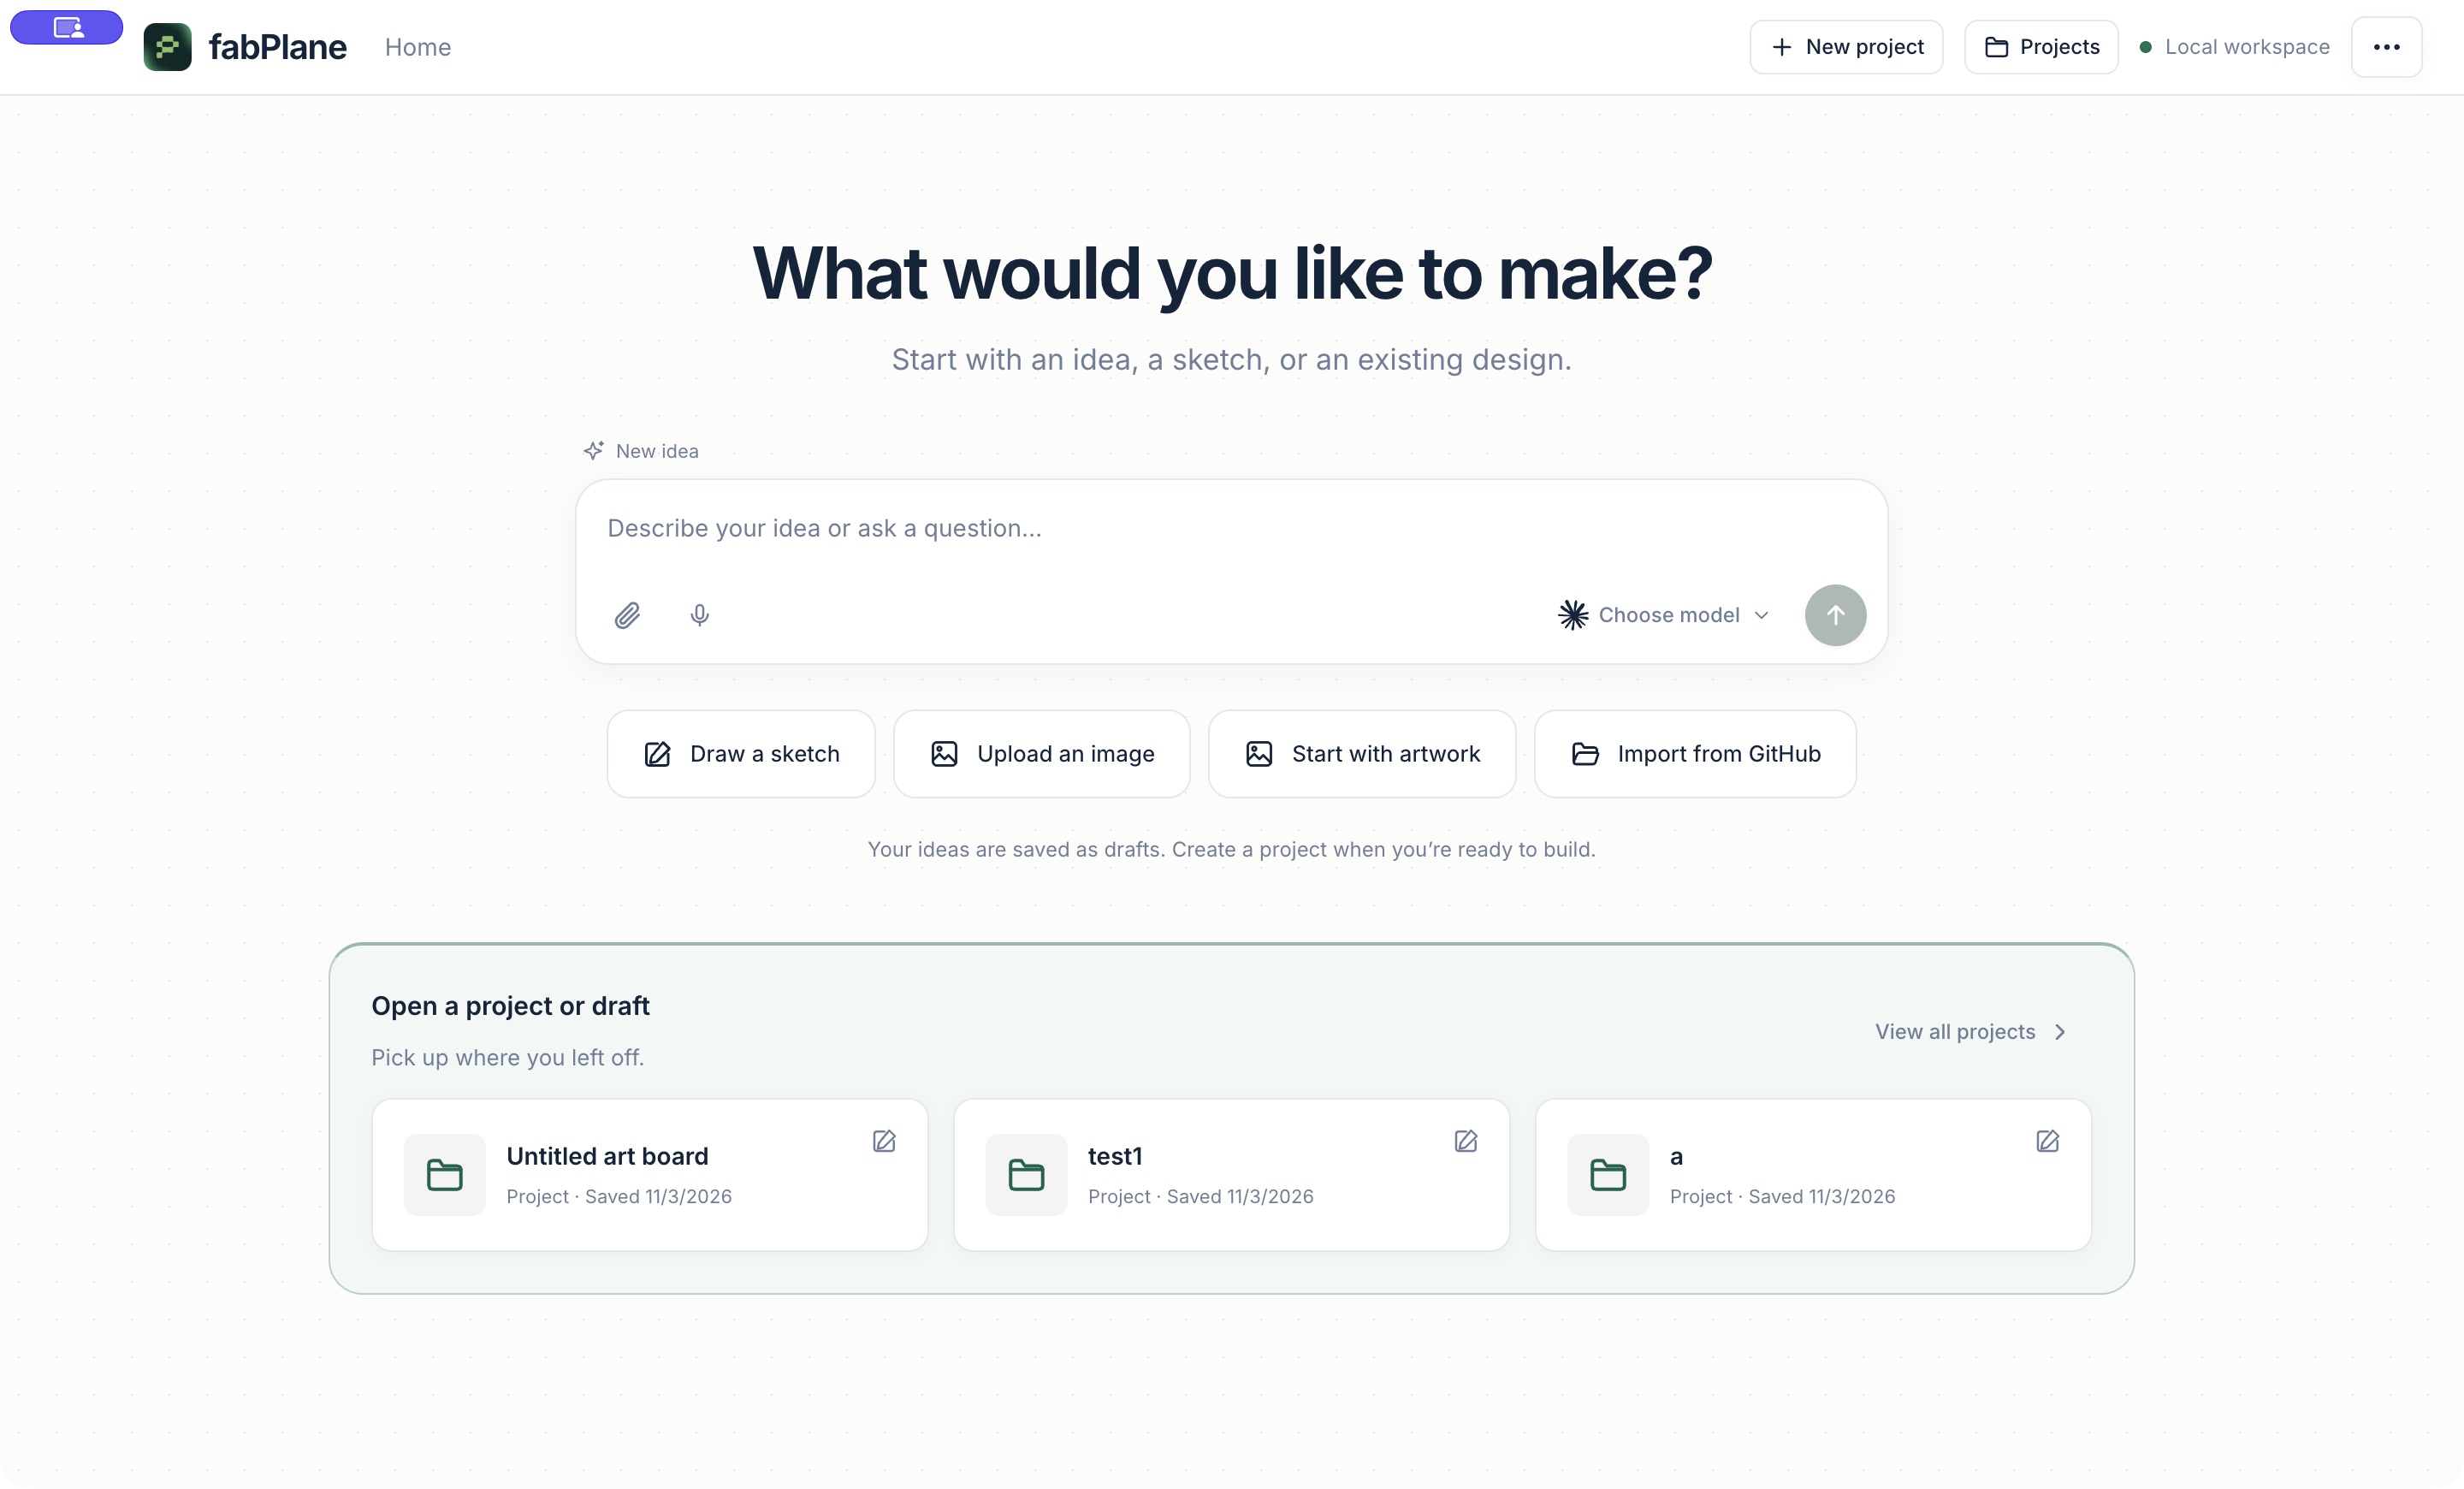 fabPlane
Home
New project
Projects
Local workspace
What would you like to make?
Start with an idea, a sketch, or an existing design.
New idea
Describe your idea or ask a question...
Choose model
Draw a sketch
Upload an image
Start with artwork
Import from GitHub
Your ideas are saved as drafts. Create a project when you’re ready to build.
Open a project or draft
Pick up where you left off.
View all projects
Untitled art board
Project · Saved 11/3/2026
test1
Project · Saved 11/3/2026
a
Project · Saved 11/3/2026